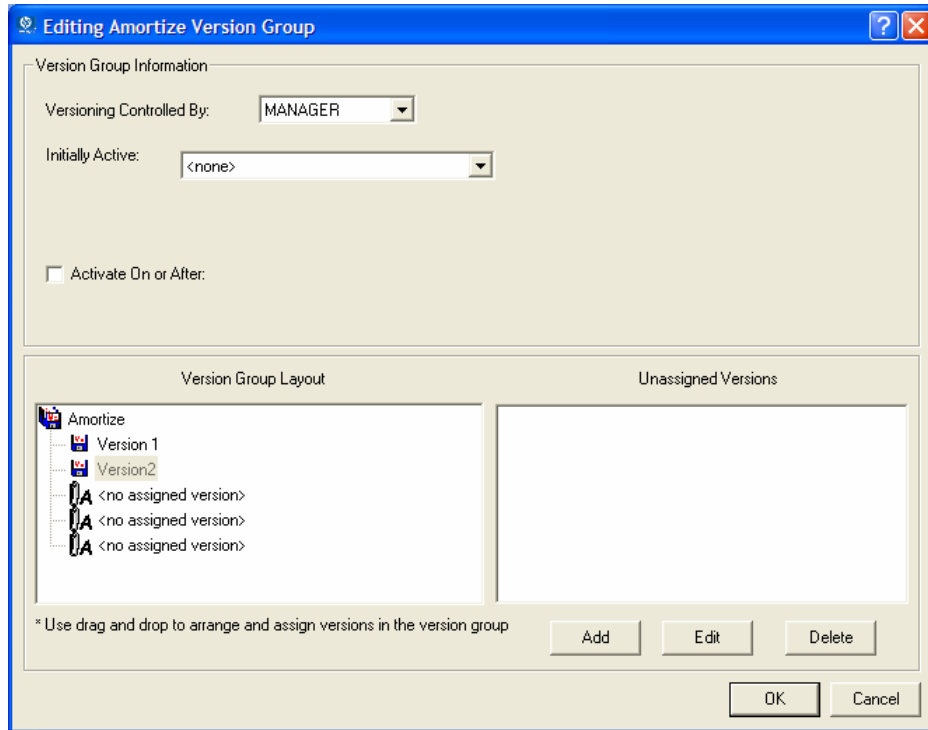 Editing Amortize Version Group
Version Group Information
Versioning Controlled By: MANAGER
Initially Active: <none>
Activate On or After:
Version Group Layout
Unassigned Versions
Amortize
Version 1
Version2
<no assigned version>
<no assigned version>
<no assigned version>
* Use drag and drop to arrange and assign versions in the version group
Add Edit Delete
OK Cancel